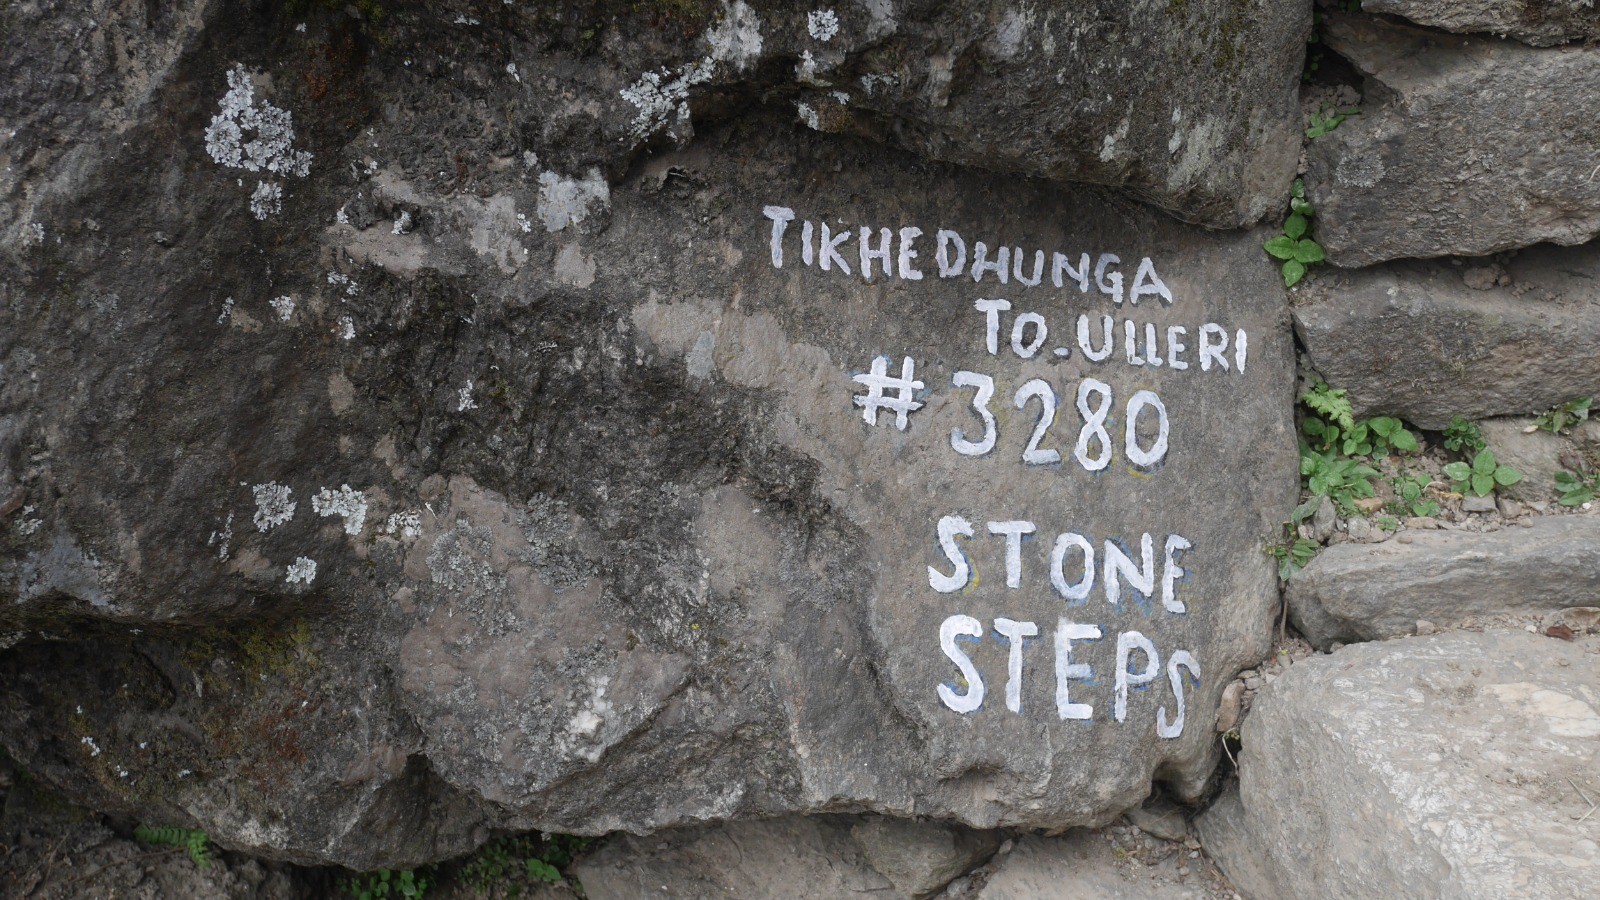 TIKHEDHUNGA
TO-ULLERI
# 3280
STONE
STEPS